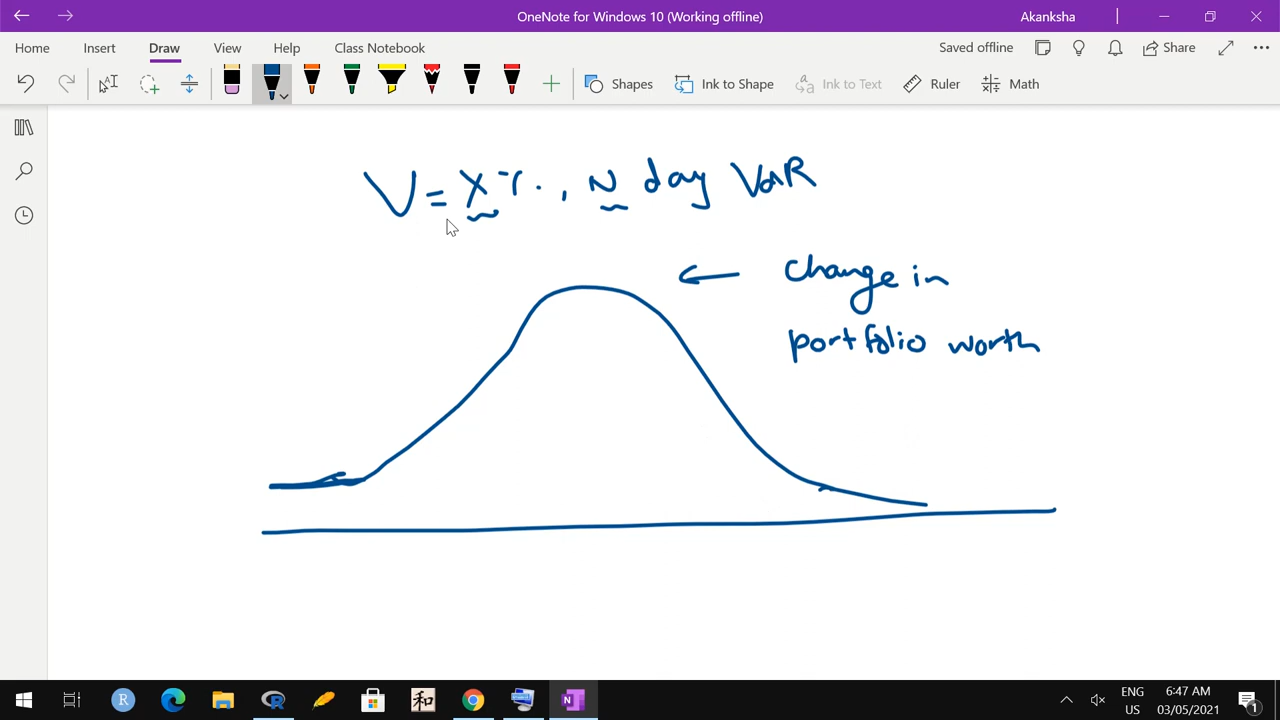 OneNote for Windows 10 (Working offline)
Akanksha
Home Insert Draw View Help Class Notebook
Saved offline Share
Shapes Ink to Shape Ink to Text Ruler Math
V = X %, N day VaR
change in
portfolio worth
ENG 6:47 AM
US 03/05/2021 1